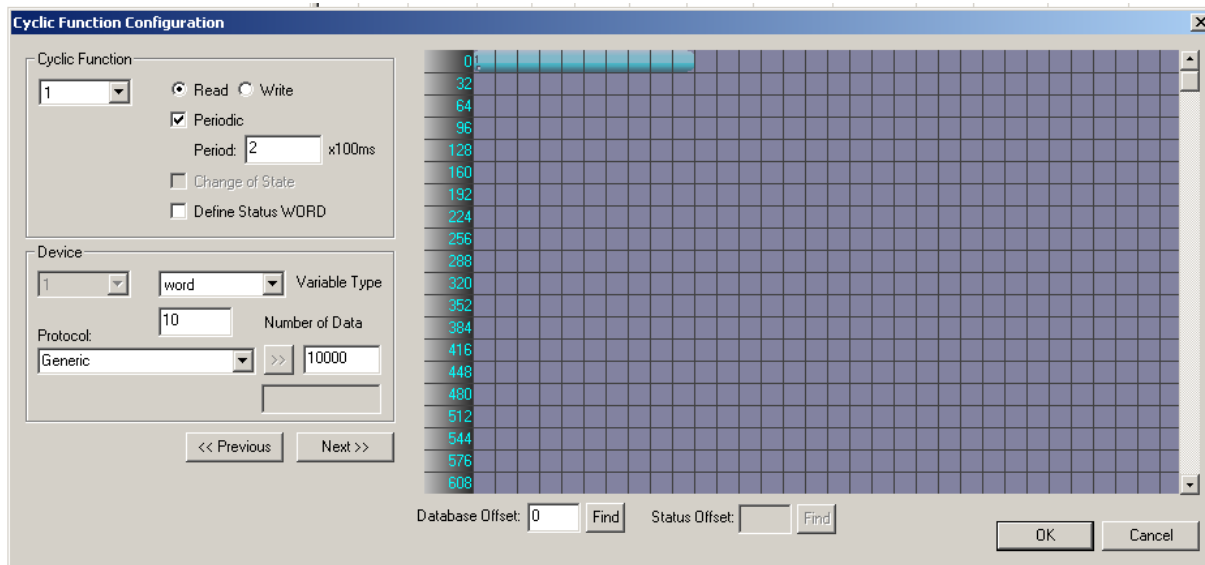 Cyclic Function Configuration
Cyclic Function
1
Read Write
Periodic
Period: 2 x100ms
Change of State
Define Status WORD
Device
1 word Variable Type
10 Number of Data
Protocol:
Generic >> 10000
<< Previous Next >>
0 1
32
64
96
128
160
192
224
256
288
320
352
384
416
448
480
512
544
576
608
Database Offset: 0 Find Status Offset: Find
OK Cancel